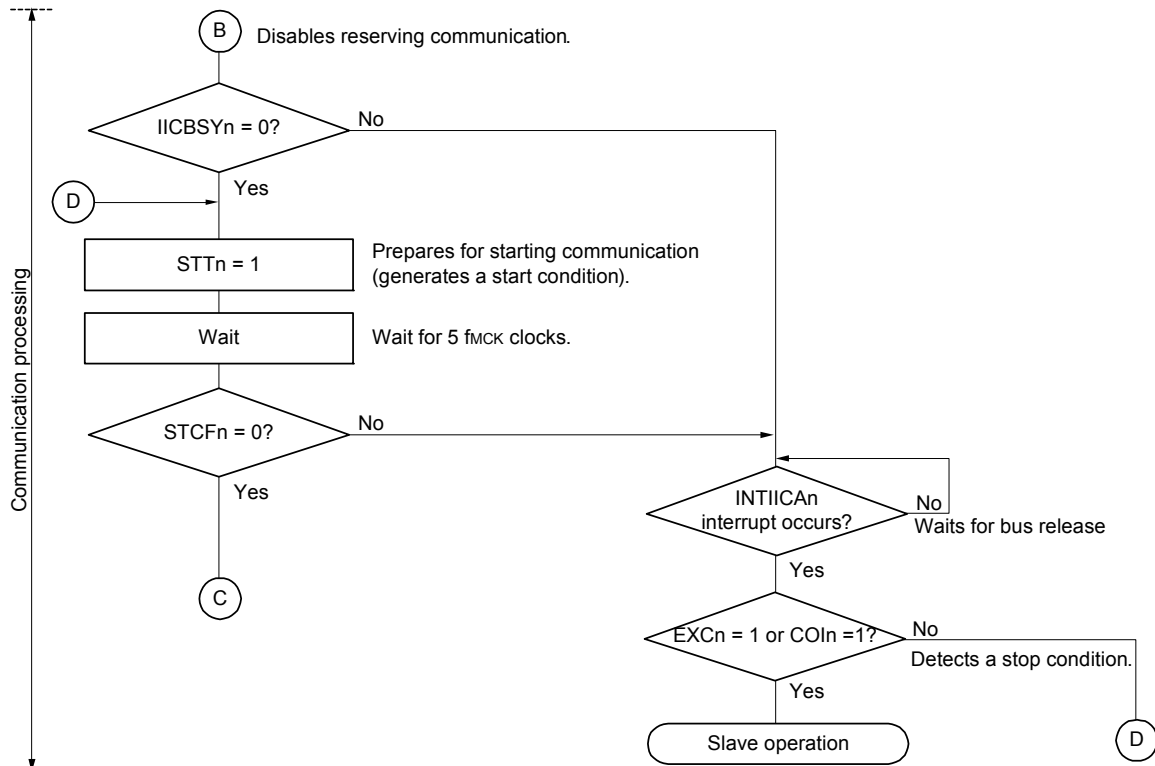 B
Disables reserving communication.
IICBSYn = 0?
No
Yes
D
STTn = 1
Prepares for starting communication
(generates a start condition).
Wait
Wait for 5 fMCK clocks.
STCFn = 0?
No
Yes
C
INTIICAn
interrupt occurs?
No
Waits for bus release
Yes
EXCn = 1 or COIn =1?
No
Detects a stop condition.
Yes
Slave operation
D
Communication processing